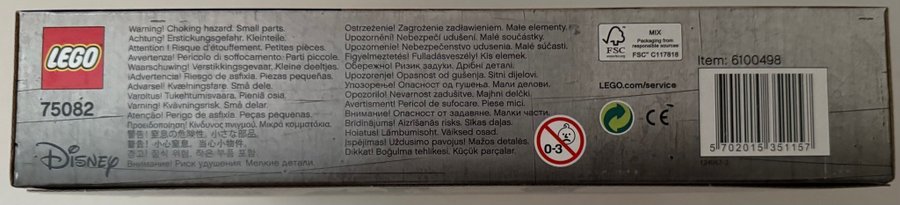 LEGO
75082
Disney
Warning! Choking hazard. Small parts.
Achtung! Erstickungsgefahr. Kleinteile.
Attention ! Risque d'étouffement. Petites pièces.
Avvertenza! Pericolo di soffocamento. Parti piccole.
Waarschuwing! Verstikkingsgevaar. Kleine deeltjes.
¡Advertencia! Riesgo de asfixia. Piezas pequeñas.
Advarsel! Kvælningsfare. Små dele.
Varoitus! Tukehtumisvaara. Pieniä osia.
Varning! Kvävningsrisk. Små delar.
Atenção! Perigo de asfixia. Peças pequenas.
Προειδοποίηση! Κίνδυνος πνιγμού. Μικρά κομματάκια.
警告! 窒息の危険性。小さな部品。
警告! 小心窒息。当心小物件。
경고! 질식 위험. 작은 부품 포함.
Внимание! Риск удушения. Мелкие детали.
Ostrzeżenie! Zagrożenie zadławieniem. Małe elementy.
Upozornění! Nebezpečí udušení. Malé součástky.
Upozornenie! Nebezpečenstvo udusenia. Malé súčasti.
Figyelmeztetés! Fulladásveszély! Kis elemek.
Обережно! Ризик задухи. Дрібні деталі.
Upozorenje! Opasnost od gušenja. Sitni dijelovi.
Упозорение! Опасност от задавяне. Малки делови.
Opozorilo! Nevarnost zadušitve. Majhni delčki.
Avertisment! Pericol de sufocare. Piese mici.
Внимание! Опасност от задавяне. Малки части.
Brīdinājums! Aizrīšanās risks. Sīkas daļas.
Hoiatus! Lämbumisoht. Väiksed osad.
Įspėjimas! Uždusimo pavojus! Mažos detalės.
Dikkat! Boğulma tehlikesi. Küçük parçalar.
0-3
FSC
MIX
Packaging from
responsible sources
FSC® C117818
LEGO.com/service
CE
Item: 6100498
5 702015 351157